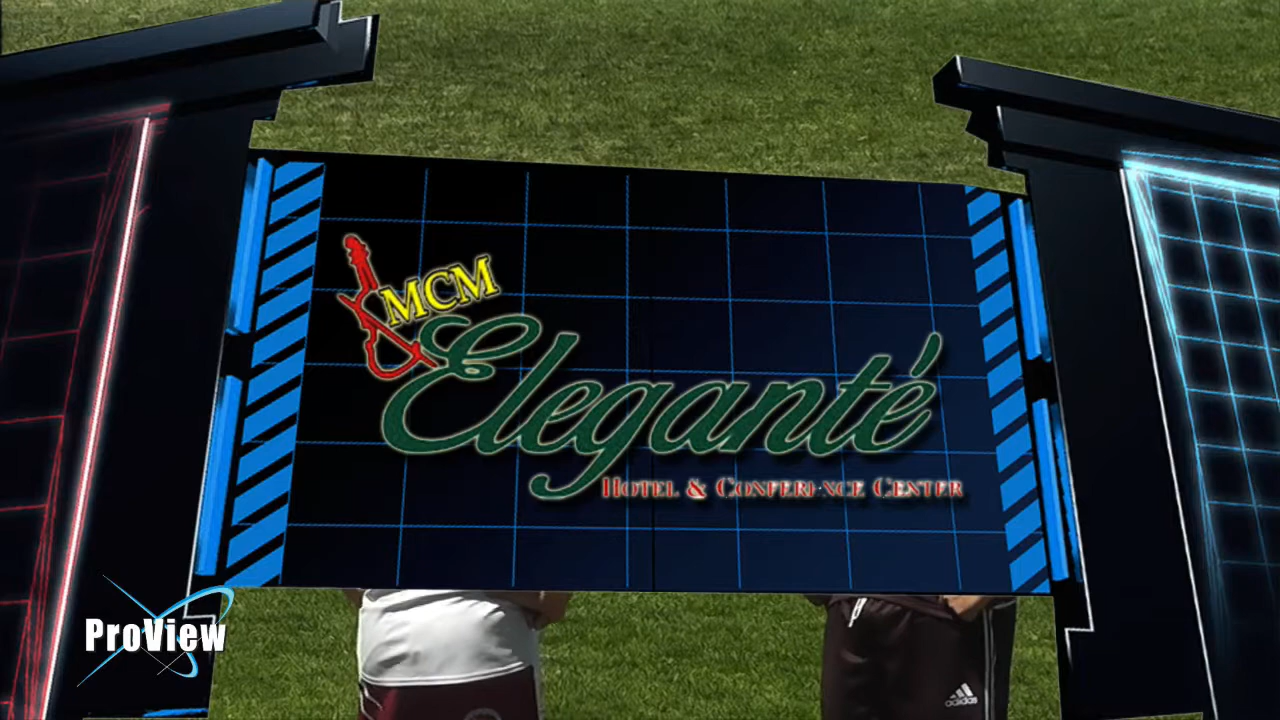 MCM
Eleganté
HOTEL & CONFERENCE CENTER
ProView
adidas